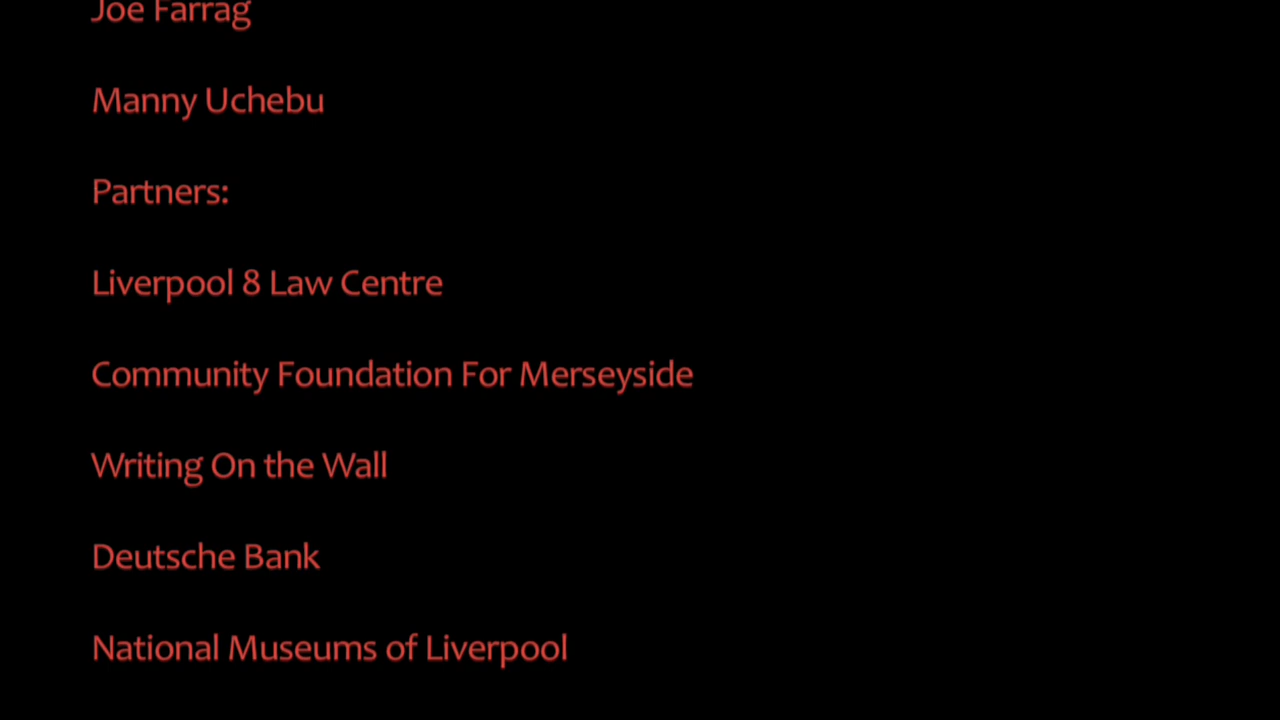 Joe Farrag
Manny Uchebu
Partners:
Liverpool 8 Law Centre
Community Foundation For Merseyside
Writing On the Wall
Deutsche Bank
National Museums of Liverpool